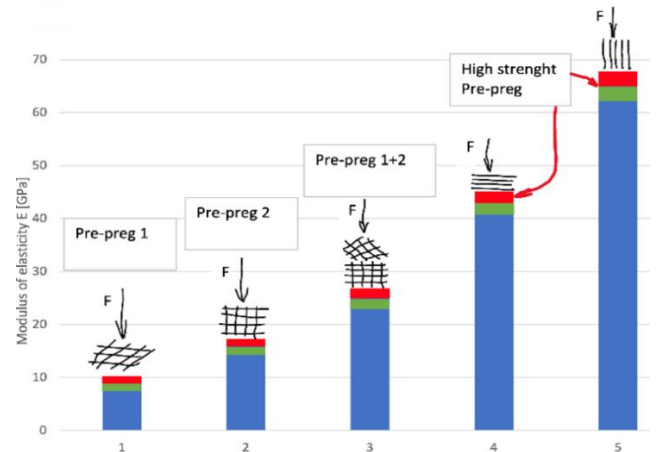 F
High strenght
Pre-preg
F
Pre-preg 1+2
F
Pre-preg 2
F
Pre-preg 1
F
Modulus of elasticity E [GPa]
70
60
50
40
30
20
10
0
1 2 3 4 5